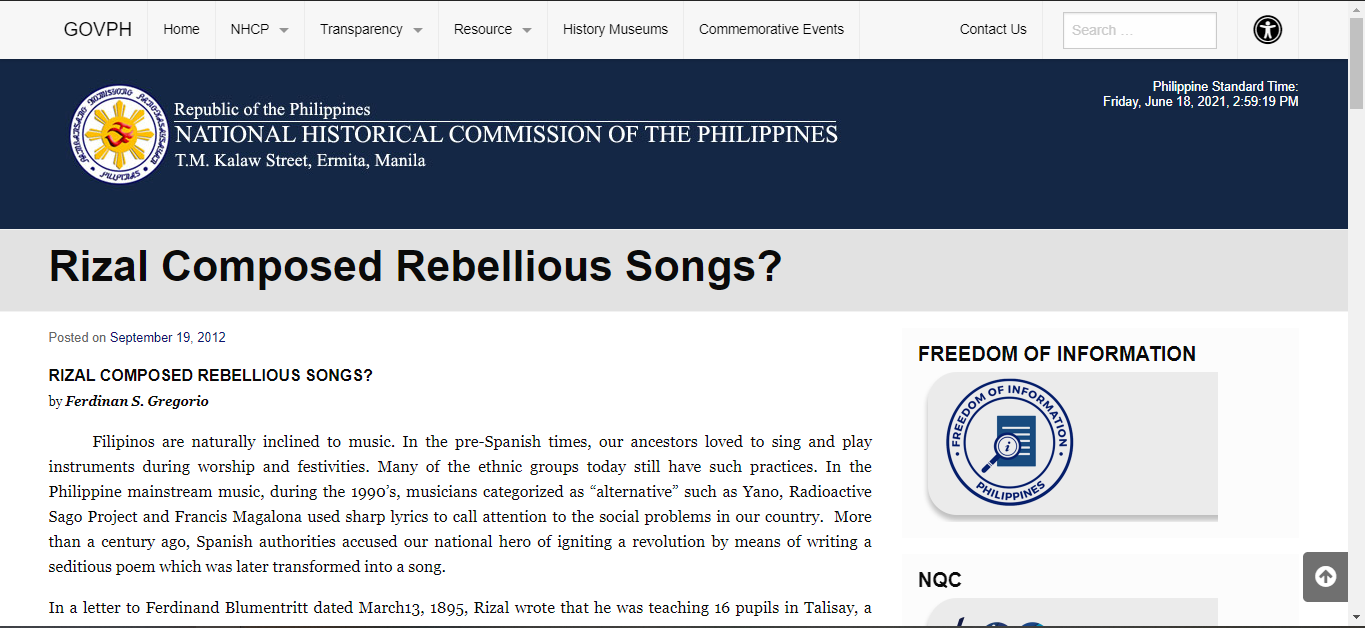 GOVPH Home NHCP Transparency Resource History Museums Commemorative Events Contact Us Search ...
Philippine Standard Time:
Friday, June 18, 2021, 2:59:19 PM
Republic of the Philippines
NATIONAL HISTORICAL COMMISSION OF THE PHILIPPINES
T.M. Kalaw Street, Ermita, Manila
PILIPINAS
Rizal Composed Rebellious Songs?
Posted on September 19, 2012
RIZAL COMPOSED REBELLIOUS SONGS?
by Ferdinan S. Gregorio
Filipinos are naturally inclined to music. In the pre-Spanish times, our ancestors loved to sing and play
instruments during worship and festivities. Many of the ethnic groups today still have such practices. In the
Philippine mainstream music, during the 1990's, musicians categorized as “alternative” such as Yano, Radioactive
Sago Project and Francis Magalona used sharp lyrics to call attention to the social problems in our country.  More
than a century ago, Spanish authorities accused our national hero of igniting a revolution by means of writing a
seditious poem which was later transformed into a song.
In a letter to Ferdinand Blumentritt dated March13, 1895, Rizal wrote that he was teaching 16 pupils in Talisay, a
FREEDOM OF INFORMATION
FREEDOM OF INFORMATION
PHILIPPINES
NQC